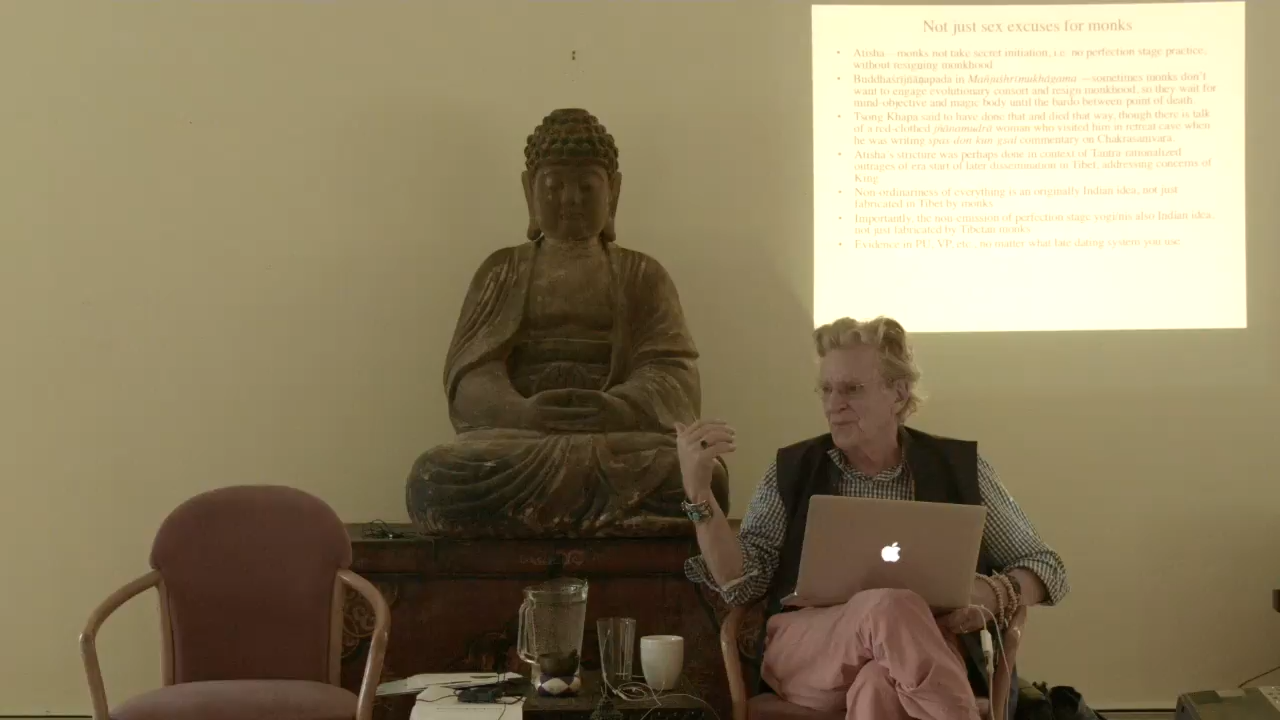 Not just sex excuses for monks
• Atisha—monks not take secret initiation, i.e. no perfection stage practice,
without resigning monkhood
• Buddhashrijnanapada in Manjushrimukhagama —sometimes monks don't
want to engage evolutionary consort and resign monkhood, so they wait for
mind-objective and magic body until the bardo between point of death
• Tsong Khapa said to have done that and died that way, though there is talk
of a red-clothed woman who visited him in retreat cave when
he was writing commentary on Chakrasamvara.
• Atisha's stricture was perhaps done in context of Tantra-rationalized
outrages of era start of later dissemination in Tibet, addressing concerns of
King
• Non-ordinariness of everything is an originally Indian idea, not just
fabricated in Tibet by monks.
• Importantly, the non-emission of perfection stage yogi/nis also Indian idea,
not just fabricated by Tibetan monks
• Evidence in PU, VP, etc., no matter what late dating system you use